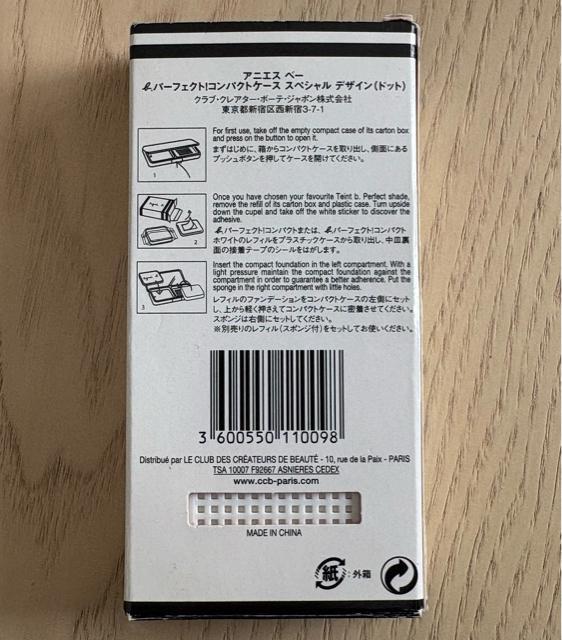 アニエス ベー
b.パーフェクト!コンパクトケース スペシャル デザイン(ドット)
クラブ・クレアター・ボーテ・ジャポン株式会社
東京都新宿区西新宿3-7-1
1
For first use, take off the empty compact case of its carton box
and press on the button to open it.
まずはじめに、箱からコンパクトケースを取り出し、側面にある
プッシュボタンを押してケースを開けてください。
2
Once you have chosen your favourite Teint b. Perfect shade,
remove the refill of its carton box and plastic case. Turn upside
down the cupel and take off the white sticker to discover the
adhesive.
b.パーフェクト!コンパクトまたは、b.パーフェクト!コンパクト
ホワイトのレフィルをプラスチックケースから取り出し、中皿裏
面の接着テープのシールをはがします。
3
Insert the compact foundation in the left compartment. With a
light pressure maintain the compact foundation against the
compartment in order to guarantee a better adherence. Put the
sponge in the right compartment with little holes.
レフィルのファンデーションをコンパクトケースの左側にセット
し、上から軽く押さえてコンパクトケースに密着させてください。
スポンジは右側にセットしてください。
※別売りのレフィル(スポンジ付)をセットしてお使いください。
3 600550 110098
Distribué par LE CLUB DES CRÉATEURS DE BEAUTÉ - 10, rue de la Paix - PARIS
TSA 10007 F92667 ASNIERES CEDEX
www.ccb-paris.com
MADE IN CHINA
紙:外箱